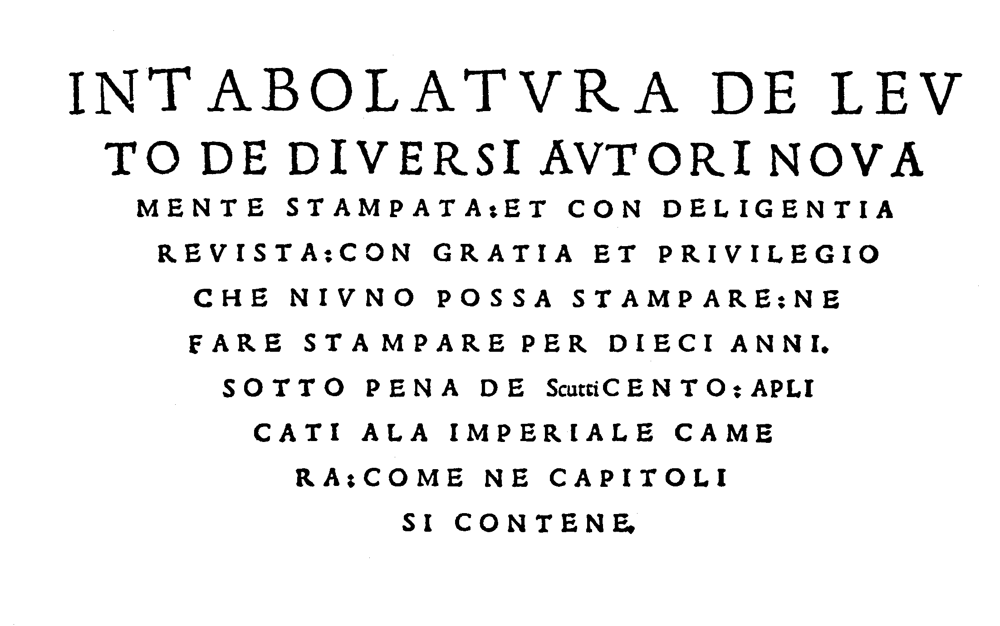 INTABOLATVRA DE LEV
TO DE DIVERSI AVTORI NOVA
MENTE STAMPATA:ET CON DELIGENTIA
REVISTA:CON GRATIA ET PRIVILEGIO
CHE NIVNO POSSA STAMPARE:NE
FARE STAMPARE PER DIECI ANNI.
SOTTO PENA DE Scutti CENTO:APLI
CATI ALA IMPERIALE CAME
RA:COME NE CAPITOLI
SI CONTENE.